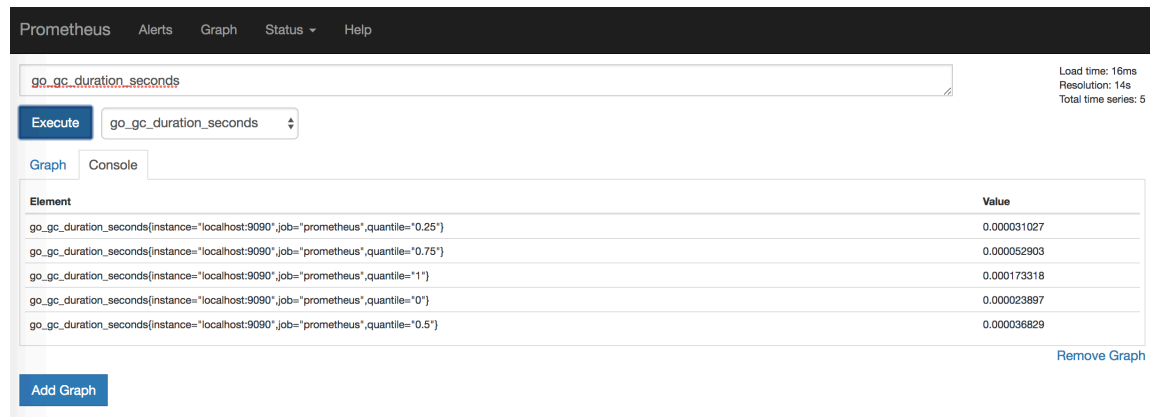 Prometheus Alerts Graph Status Help
go_gc_duration_seconds
Load time: 16ms
Resolution: 14s
Total time series: 5
Execute go_gc_duration_seconds
Graph Console
Element Value
go_gc_duration_seconds{instance="localhost:9090",job="prometheus",quantile="0.25"} 0.000031027
go_gc_duration_seconds{instance="localhost:9090",job="prometheus",quantile="0.75"} 0.000052903
go_gc_duration_seconds{instance="localhost:9090",job="prometheus",quantile="1"} 0.000173318
go_gc_duration_seconds{instance="localhost:9090",job="prometheus",quantile="0"} 0.000023897
go_gc_duration_seconds{instance="localhost:9090",job="prometheus",quantile="0.5"} 0.000036829
Remove Graph
Add Graph